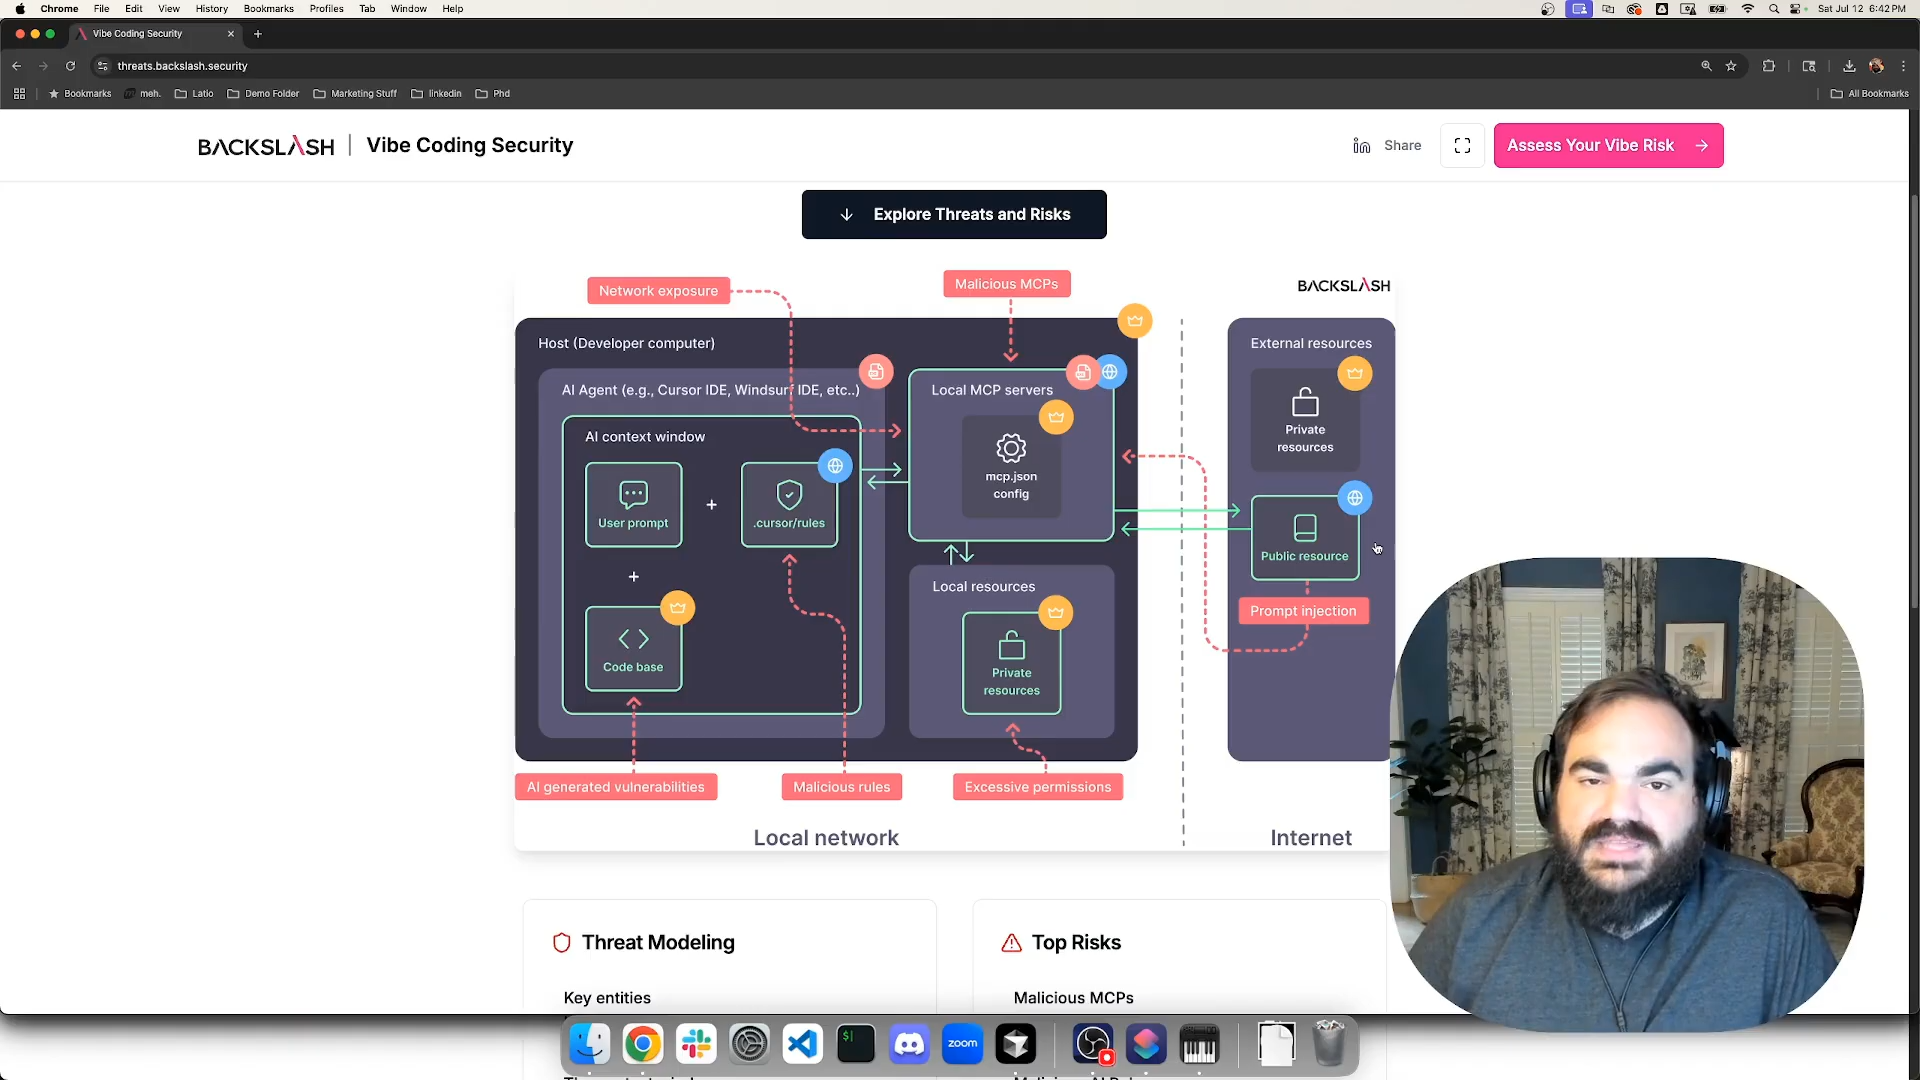 Chrome File Edit View History Bookmarks Profiles Tab Window Help
Sat Jul 12 6:42 PM
Vibe Coding Security
threats.backslash.security
Bookmarks meh. Latio Demo Folder Marketing Stuff linkedin Phd
All Bookmarks
BACKSLASH | Vibe Coding Security
Share
Assess Your Vibe Risk
Explore Threats and Risks
Network exposure
Malicious MCPs
BACKSLASH
Host (Developer computer)
External resources
AI Agent (e.g., Cursor IDE, Windsurf IDE, etc..)
Local MCP servers
AI context window
Private
resources
mcp.json
config
User prompt
+
.cursor/rules
Public resource
+
Local resources
Prompt injection
Code base
Private
resources
AI generated vulnerabilities
Malicious rules
Excessive permissions
Local network
Internet
Threat Modeling
Top Risks
Key entities
Malicious MCPs
zoom